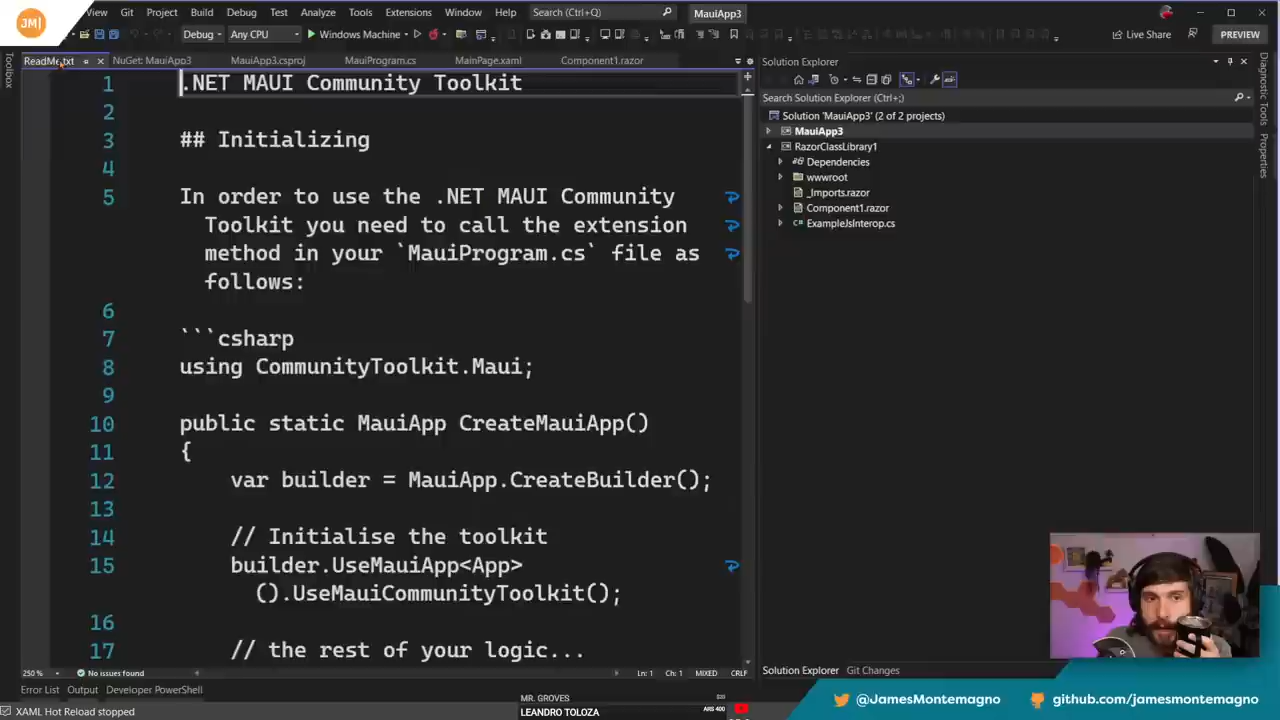 JM|
View
Git
Project
Build
Debug
Test
Analyze
Tools
Extensions
Window
Help
Search (Ctrl+Q)
MauiApp3
Debug
Any CPU
Windows Machine
Live Share
PREVIEW
Toolbox
ReadMe.txt
NuGet: MauiApp3
MauiApp3.csproj
MauiProgram.cs
MainPage.xaml
Component1.razor
1 .NET MAUI Community Toolkit
2
3 ## Initializing
4
5 In order to use the .NET MAUI Community
Toolkit you need to call the extension
method in your `MauiProgram.cs` file as
follows:
6
7 ```csharp
8 using CommunityToolkit.Maui;
9
10 public static MauiApp CreateMauiApp()
11 {
12 var builder = MauiApp.CreateBuilder();
13
14 // Initialise the toolkit
15 builder.UseMauiApp<App>
().UseMauiCommunityToolkit();
16
17 // the rest of your logic...
250 %
No issues found
Ln: 1
Ch: 1
MIXED
CRLF
Solution Explorer
Search Solution Explorer (Ctrl+;)
Solution 'MauiApp3' (2 of 2 projects)
MauiApp3
RazorClassLibrary1
Dependencies
wwwroot
_Imports.razor
Component1.razor
ExampleJsInterop.cs
Diagnostic Tools
Properties
Solution Explorer
Git Changes
Error List
Output
Developer PowerShell
XAML Hot Reload stopped
MR. GROVES
LEANDRO TOLOZA
ARS 400
@JamesMontemagno
github.com/jamesmontemagno